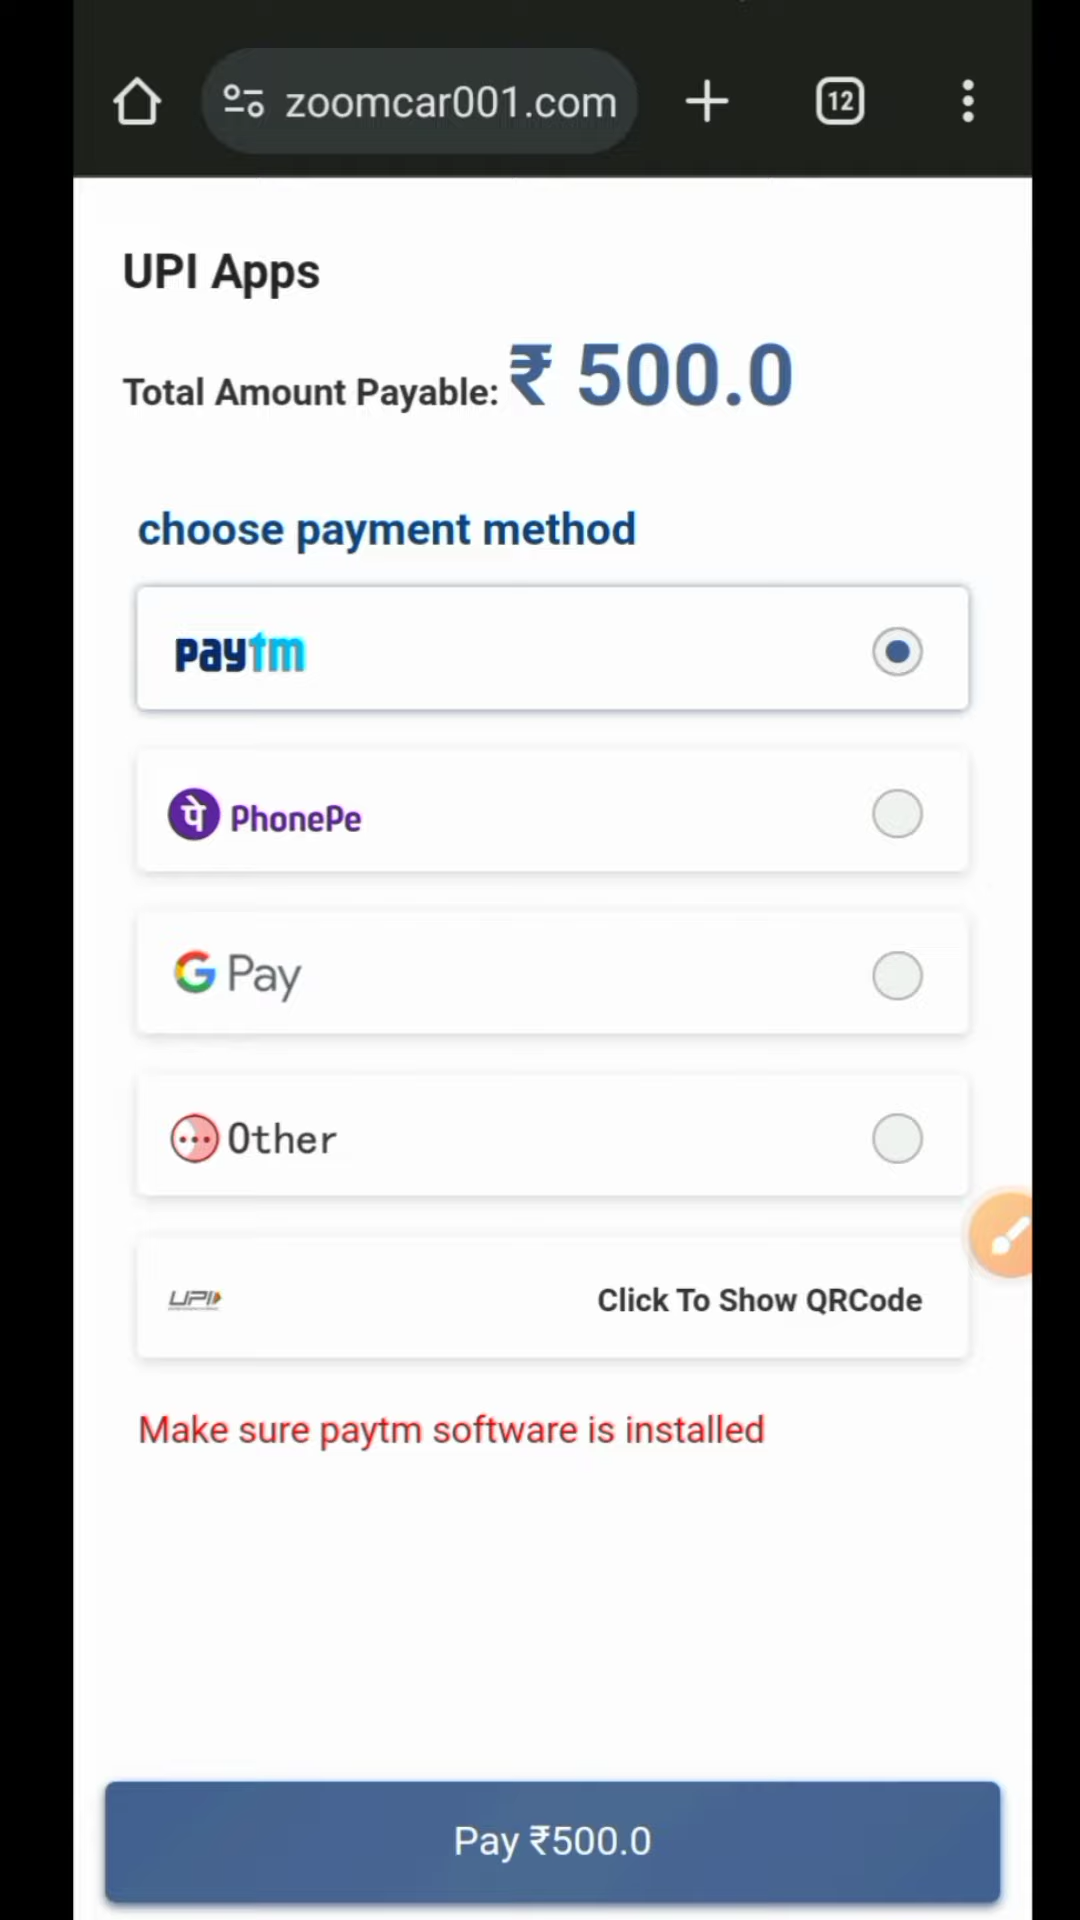 zoomcar001.com
12
UPI Apps
Total Amount Payable: ₹ 500.0
choose payment method
paytm
पे PhonePe
G Pay
Other
UPI Click To Show QRCode
Make sure paytm software is installed
Pay ₹500.0